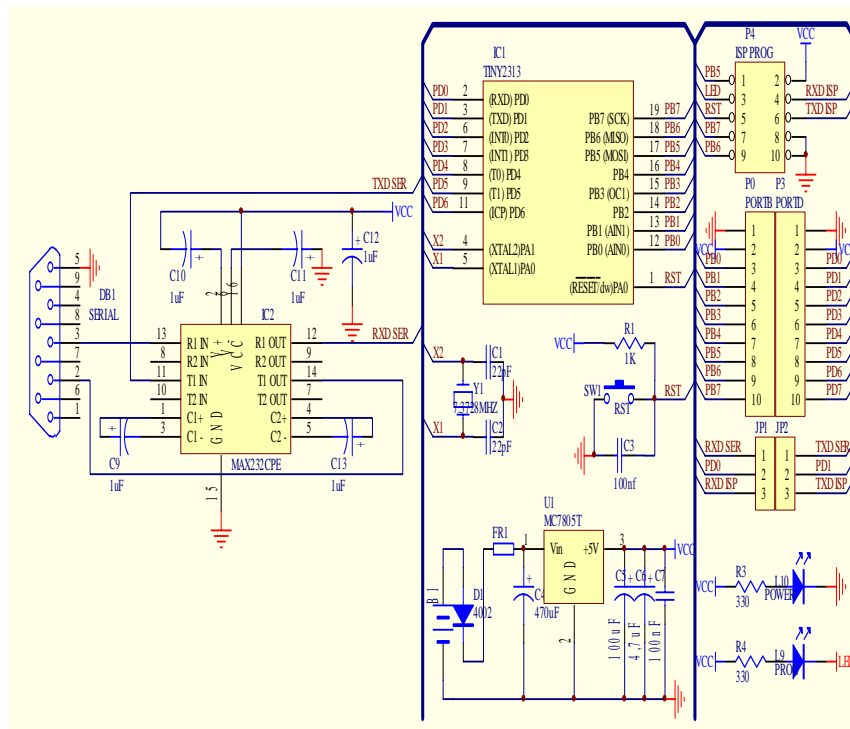 P4
ISP PROG
VCC
PB5
LED
RST
PB7
PB6
1
3
5
7
9
2
4
6
8
10
RXD ISP
TXD ISP
IC1
TINY2313
PD0 2 (RXD) PD0
PD1 3 (TXD) PD1
PD2 6 (INT0) PD2
PD3 7 (INT1) PD3
PD4 8 (T0) PD4
PD5 9 (T1) PD5
PD6 11 (ICP) PD6
X2 4 (XTAL2)PA1
X1 5 (XTAL1)PA0
PB7 (SCK) 19 PB7
PB6 (MISO) 18 PB6
PB5 (MOSI) 17 PB5
PB4 16 PB4
PB3 (OC1) 15 PB3
PB2 14 PB2
PB1 (AIN1) 13 PB1
PB0 (AIN0) 12 PB0
(RESET/dw)PA0 1 RST
TXD SER
VCC
C10
1uF
C11
1uF
C12
1uF
DB1
SERIAL
5
9
4
8
3
7
2
6
1
IC2
MAX232CPE
2 6 16
V+ VCC
13 R1 IN
8 R2 IN
11 T1 IN
10 T2 IN
1 C1+
3 C1 -
R1 OUT 12
R2 OUT 9
T1 OUT 14
T2 OUT 7
C2+ 4
C2 - 5
GND
15
RXD SER
C9
1uF
C13
1uF
X2
X1
C1
22pF
Y1
7.3728MHZ
C2
22pF
VCC
R1
1K
SW1
RST
RST
C3
100nf
P0 P3
PORTB PORTD
VCC
VCC
1 1
2 2
PB0 3 3 PD0
PB1 4 4 PD1
PB2 5 5 PD2
PB3 6 6 PD3
PB4 7 7 PD4
PB5 8 8 PD5
PB6 9 9 PD6
PB7 10 10 PD7
JP1 JP2
RXD SER 1 1 TXD SER
PD0 2 2 PD1
RXD ISP 3 3 TXD ISP
U1
MC7805T
FR1
1 Vin +5V 3
GND
2
VCC
B 1
D1
4002
C4
470uF
C5
100uF
C6
4,7uF
C7
100nF
VCC
R3
330
L10
POWER
VCC
R4
330
L9
PROG